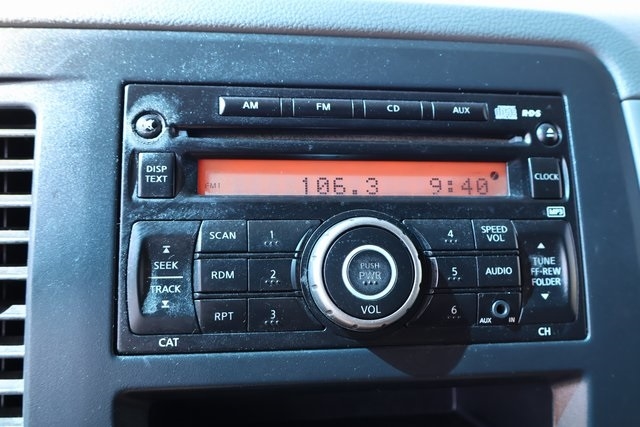 AM FM CD AUX RDS
DISP TEXT
FM1 106.3 9:40
CLOCK
MP3
SCAN 1
4 SPEED VOL
SEEK
TRACK
RDM 2
PUSH PWR
5 AUDIO
TUNE
FF-REW
FOLDER
RPT 3
VOL
6
AUX IN
CAT
CH